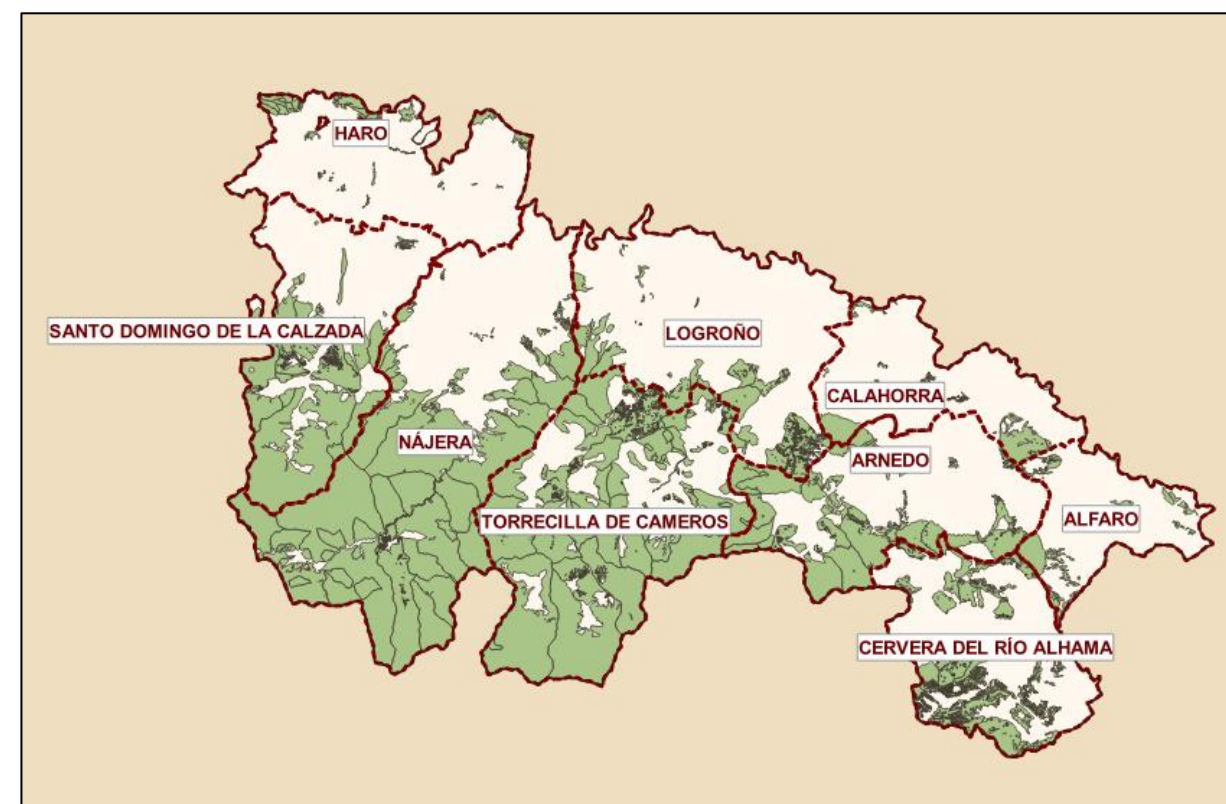 HARO
SANTO DOMINGO DE LA CALZADA
LOGROÑO
CALAHORRA
NÁJERA
ARNEDO
TORRECILLA DE CAMEROS
ALFARO
CERVERA DEL RÍO ALHAMA